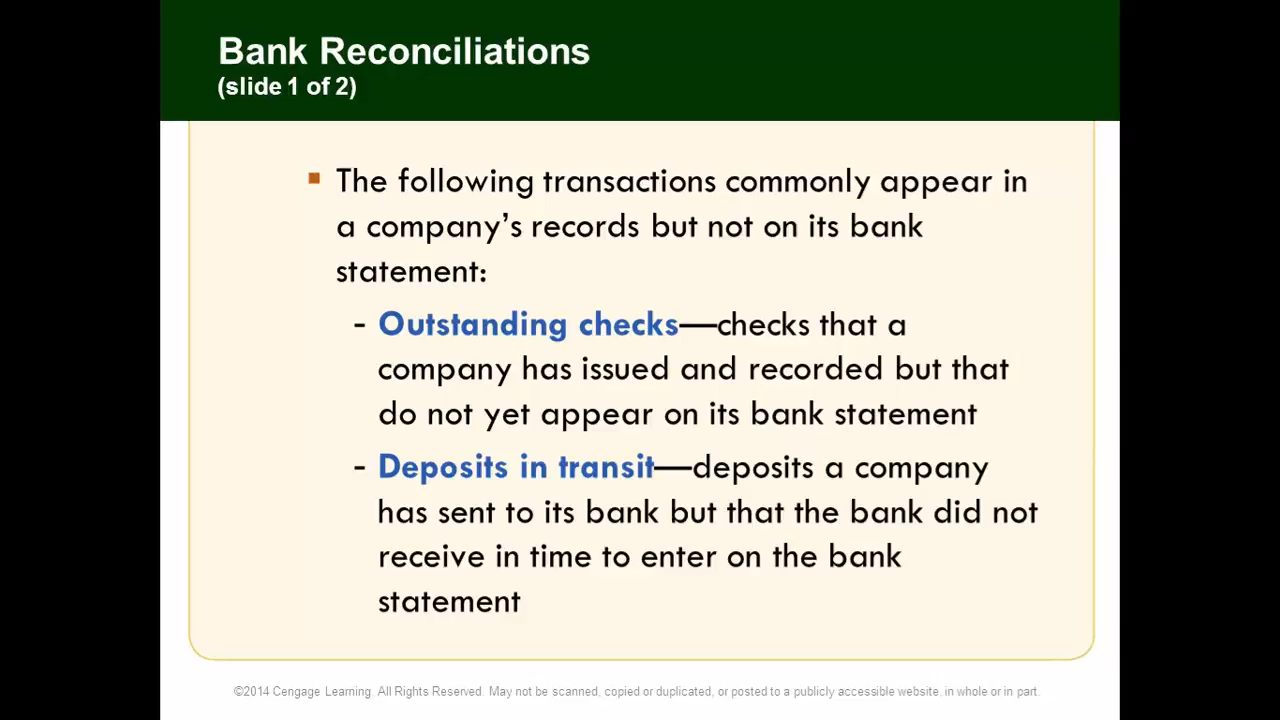 Bank Reconciliations
(slide 1 of 2)
▪ The following transactions commonly appear in
a company’s records but not on its bank
statement:
- Outstanding checks—checks that a
company has issued and recorded but that
do not yet appear on its bank statement
- Deposits in transit—deposits a company
has sent to its bank but that the bank did not
receive in time to enter on the bank
statement
©2014 Cengage Learning. All Rights Reserved. May not be scanned, copied or duplicated, or posted to a publicly accessible website, in whole or in part.